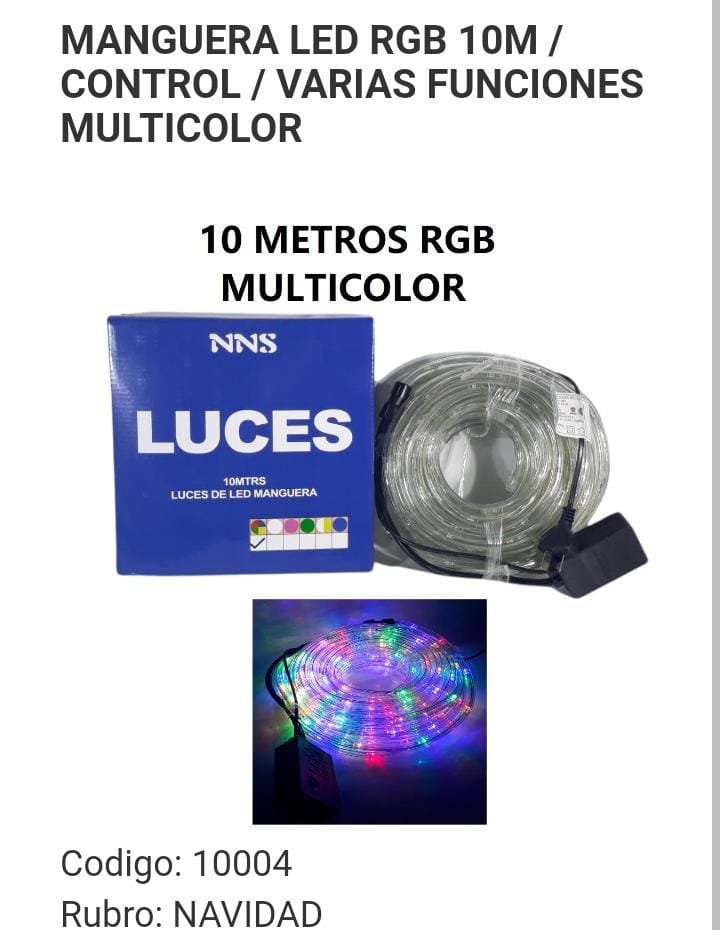 MANGUERA LED RGB 10M /
CONTROL / VARIAS FUNCIONES
MULTICOLOR
10 METROS RGB
MULTICOLOR
NNS
LUCES
10MTRS
LUCES DE LED MANGUERA
Codigo: 10004
Rubro: NAVIDAD